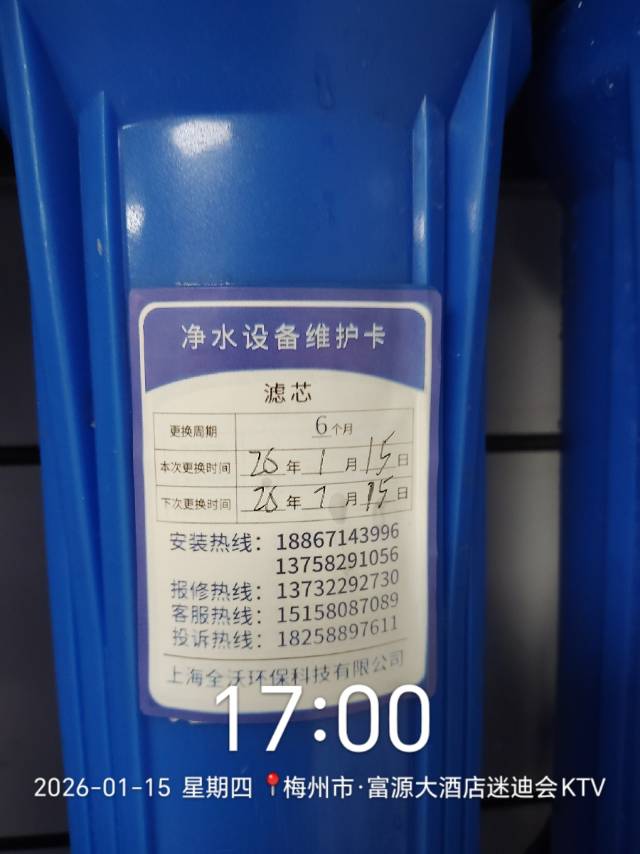 净水设备维护卡
滤芯
更换周期 6个月
本次更换时间 26年1月15日
下次更换时间 26年7月15日
安装热线：18867143996
13758291056
报修热线：13732292730
客服热线：15158087089
投诉热线：18258897611
上海全沃环保科技有限公司
17:00
2026-01-15 星期四 📍梅州市·富源大酒店迷迪会KTV